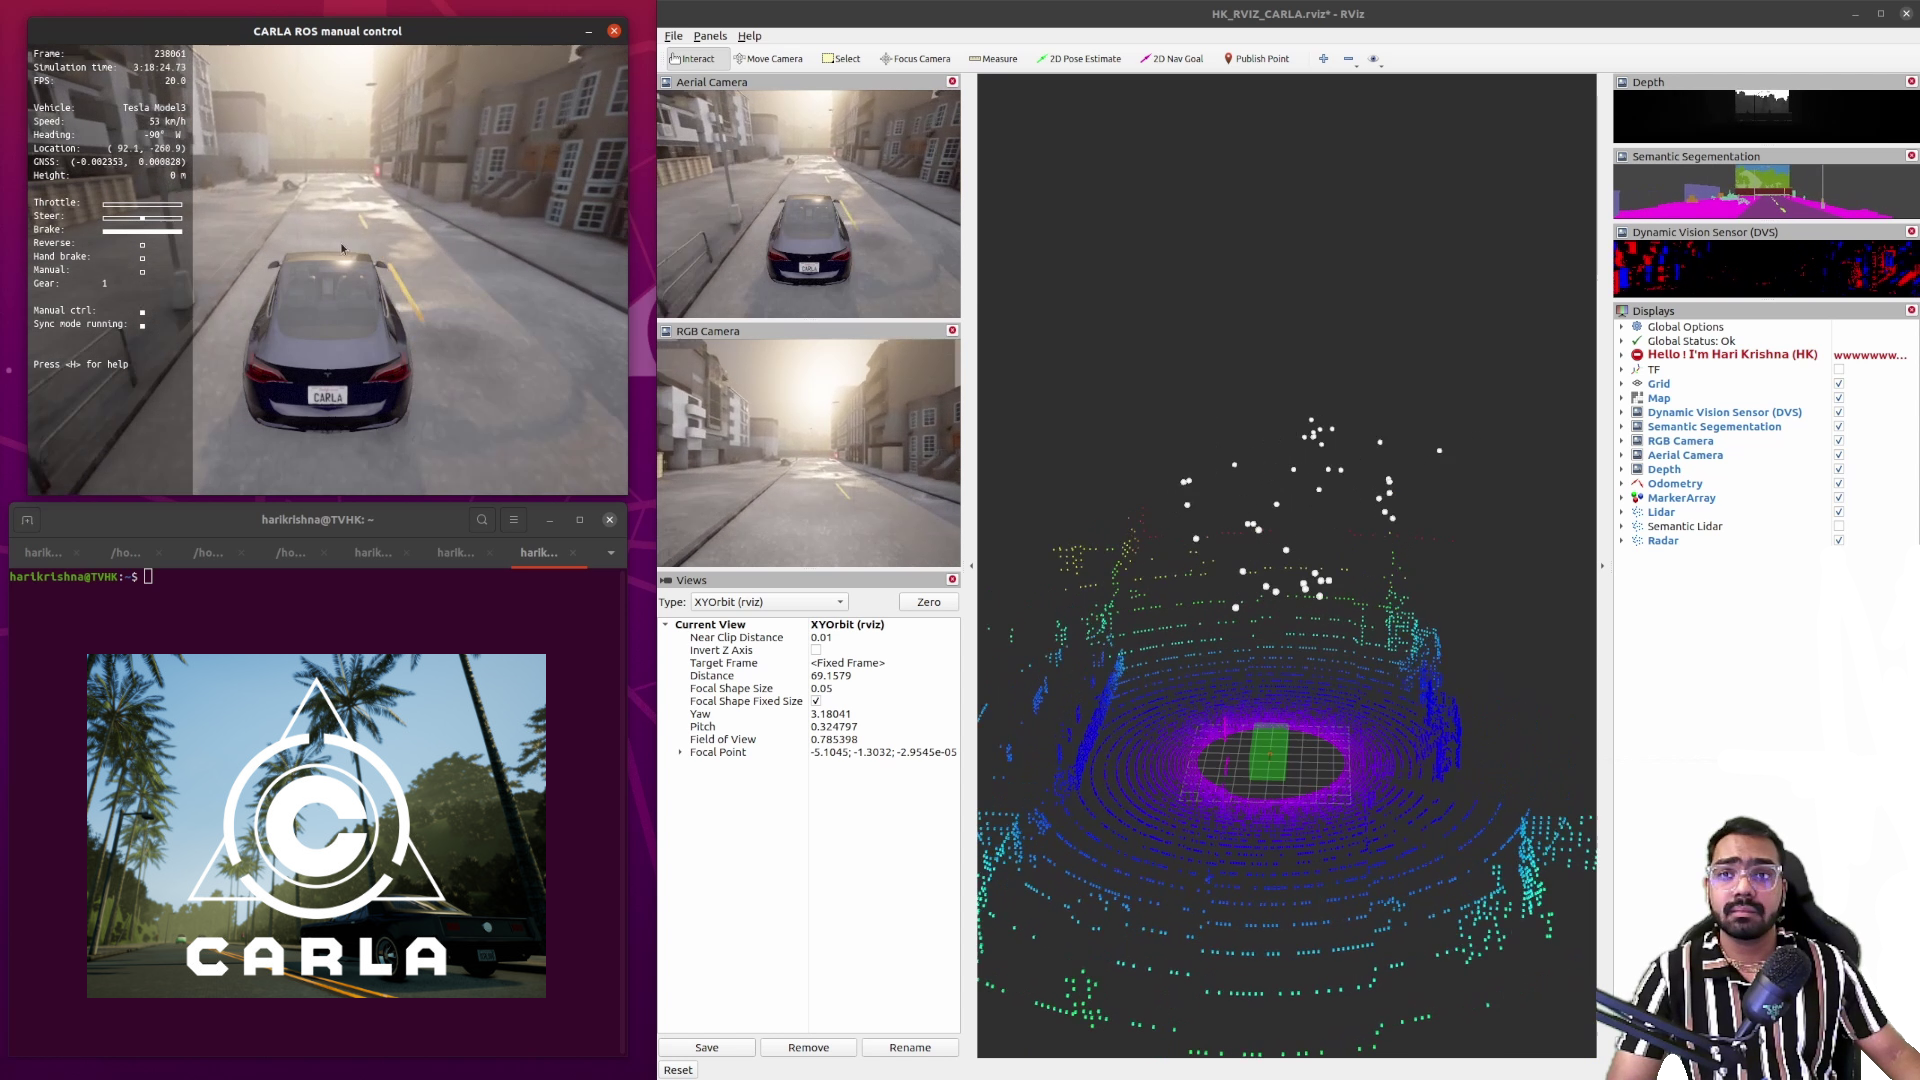 CARLA ROS manual control
Frame: 238061
Simulation time: 3:18:24.73
FPS: 20.0
Vehicle: Tesla Model3
Speed: 53 km/h
Heading: -90° W
Location: ( 92.1, -260.9)
GNSS: (-0.002353, 0.000828)
Height: 0 m
Throttle:
Steer:
Brake:
Reverse:
Hand brake:
Manual:
Gear: 1
Manual ctrl:
Sync mode running:
Press <H> for help
CARLA
harikrishna@TVHK: ~
harik... /ho... /ho... /ho... harik... harik... harik...
harikrishna@TVHK:~$
CARLA
HK_RVIZ_CARLA.rviz* - RViz
File Panels Help
Interact Move Camera Select Focus Camera Measure 2D Pose Estimate 2D Nav Goal Publish Point
Aerial Camera
CARLA
RGB Camera
Views
Type: XYOrbit (rviz) Zero
Current View XYOrbit (rviz)
Near Clip Distance 0.01
Invert Z Axis
Target Frame <Fixed Frame>
Distance 69.1579
Focal Shape Size 0.05
Focal Shape Fixed Size
Yaw 3.18041
Pitch 0.324797
Field of View 0.785398
Focal Point -5.1045; -1.3032; -2.9545e-05
Save Remove Rename
Reset
Depth
Semantic Segementation
Dynamic Vision Sensor (DVS)
Displays
Global Options
Global Status: Ok
Hello ! I'm Hari Krishna (HK) wwwwwww...
TF
Grid
Map
Dynamic Vision Sensor (DVS)
Semantic Segementation
RGB Camera
Aerial Camera
Depth
Odometry
MarkerArray
Lidar
Semantic Lidar
Radar